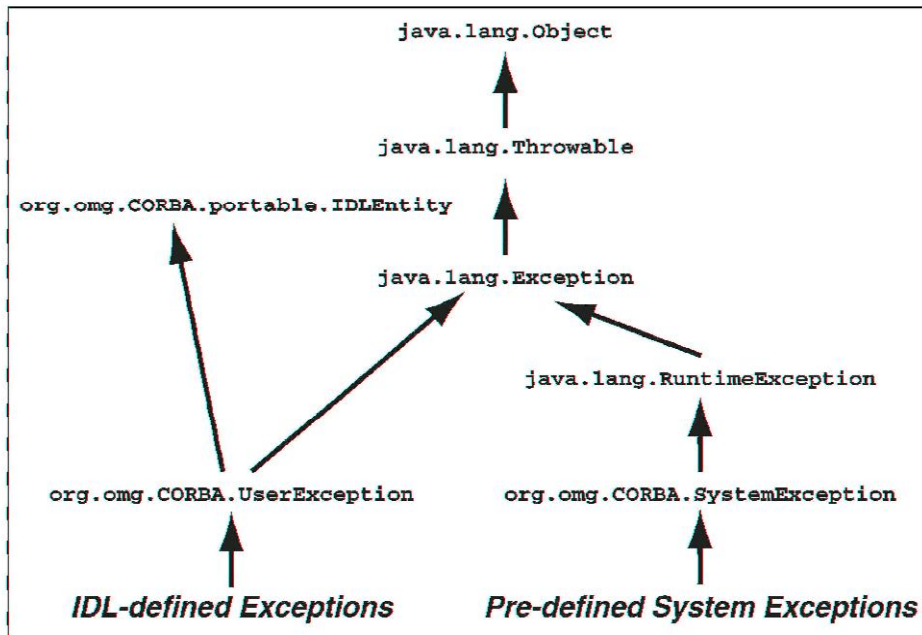 java.lang.Object
java.lang.Throwable
org.omg.CORBA.portable.IDLEntity
java.lang.Exception
java.lang.RuntimeException
org.omg.CORBA.UserException
org.omg.CORBA.SystemException
IDL-defined Exceptions
Pre-defined System Exceptions